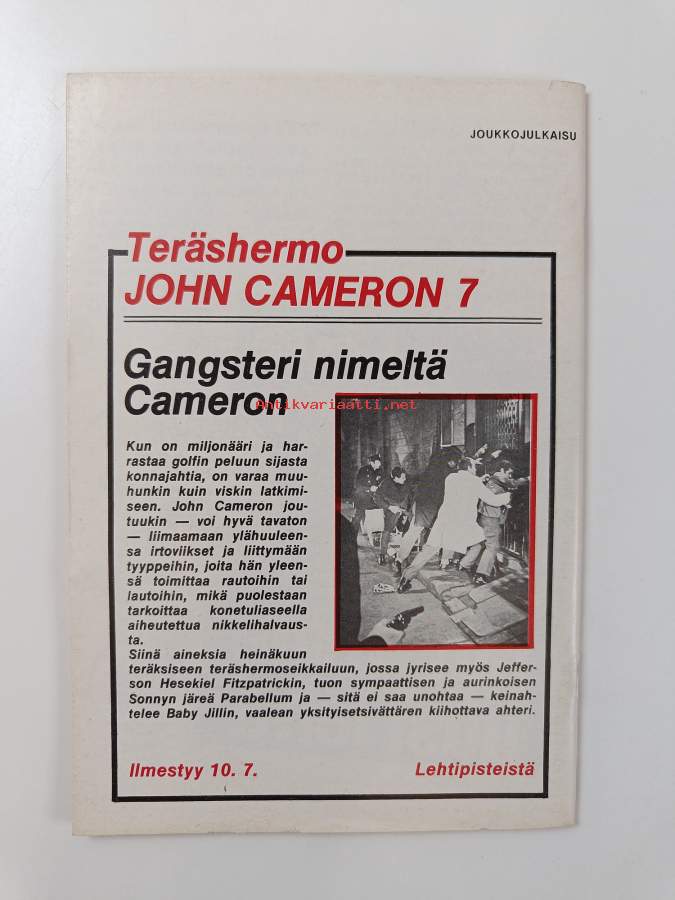 JOUKKOJULKAISU
Teräshermo
JOHN CAMERON 7
Gangsteri nimeltä
Cameron
Antikvariaatti.net
Kun on miljonääri ja har-
rastaa golfin peluun sijasta
konnajahtia, on varaa muu-
hunkin kuin viskin latkimi-
seen. John Cameron jou-
tuukin — voi hyvä tavaton
— liimaamaan ylähuuleen-
sa irtoviikset ja liittymään
tyyppeihin, joita hän yleen-
sä toimittaa rautoihin tai
lautoihin, mikä puolestaan
tarkoittaa konetuliaseella
aiheutettua nikkelihalvaus-
ta.
Siinä aineksia heinäkuun
teräksiseen teräshermoseikkailuun, jossa jyrisee myös Jeffer-
son Hesekiel Fitzpatrickin, tuon sympaattisen ja aurinkoisen
Sonnyn järeä Parabellum ja — sitä ei saa unohtaa — keinah-
telee Baby Jillin, vaalean yksityisetsivättären kiihottava ahteri.
Ilmestyy 10. 7. Lehtipisteistä